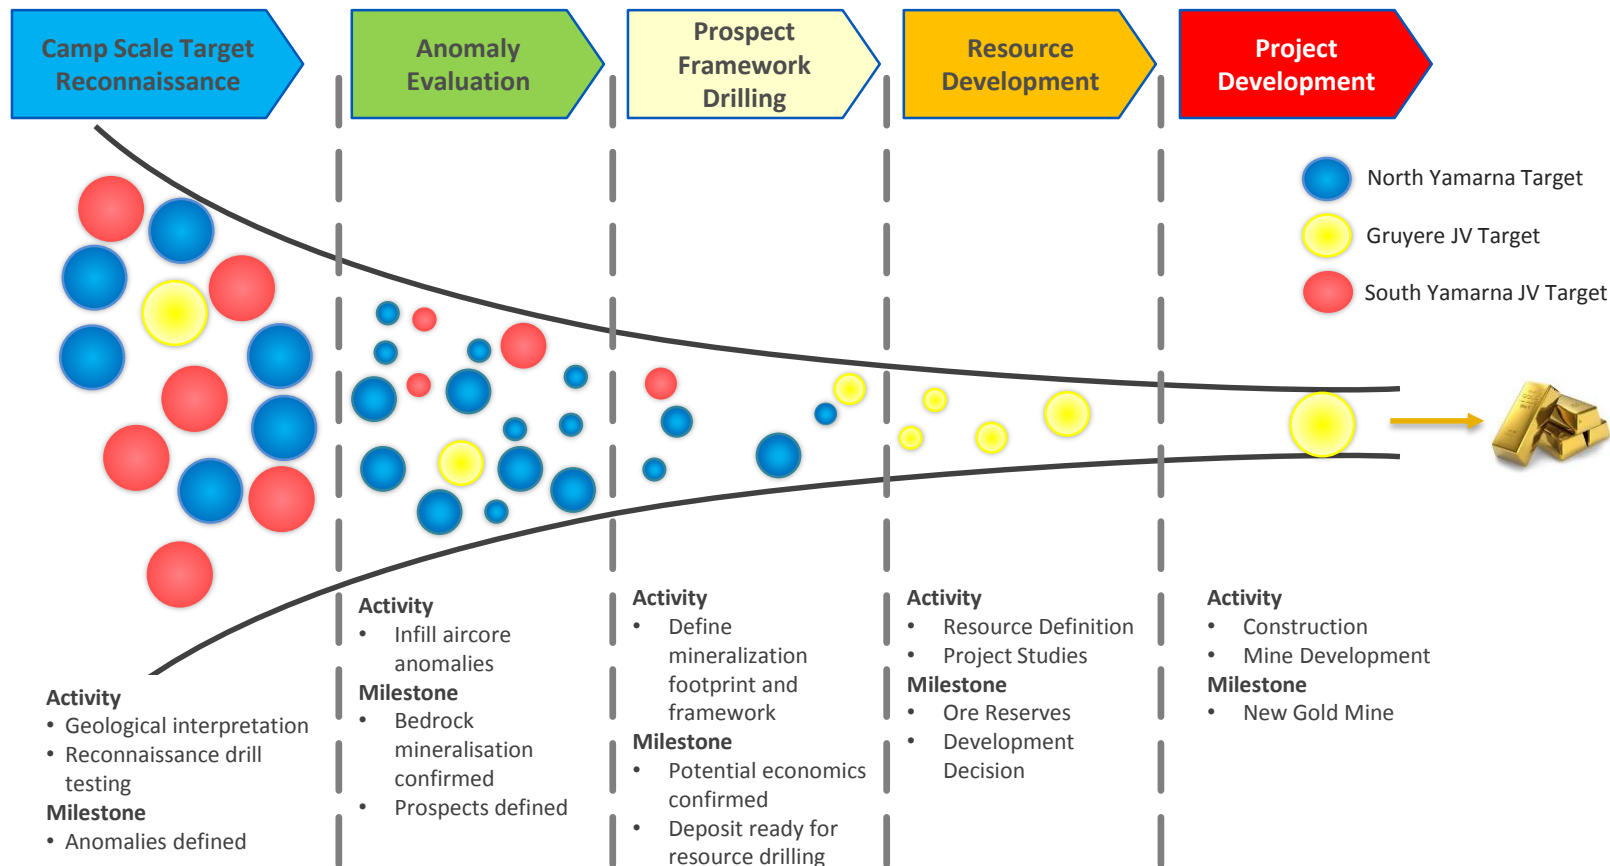 Camp Scale Target
Reconnaissance
Anomaly
Evaluation
Prospect
Framework
Drilling
Resource
Development
Project
Development
North Yamarna Target
Gruyere JV Target
South Yamarna JV Target
Activity
• Geological interpretation
• Reconnaissance drill
testing
Milestone
• Anomalies defined
Activity
• Infill aircore
anomalies
Milestone
• Bedrock
mineralisation
confirmed
• Prospects defined
Activity
• Define
mineralization
footprint and
framework
Milestone
• Potential economics
confirmed
• Deposit ready for
resource drilling
Activity
• Resource Definition
• Project Studies
Milestone
• Ore Reserves
• Development
Decision
Activity
• Construction
• Mine Development
Milestone
• New Gold Mine